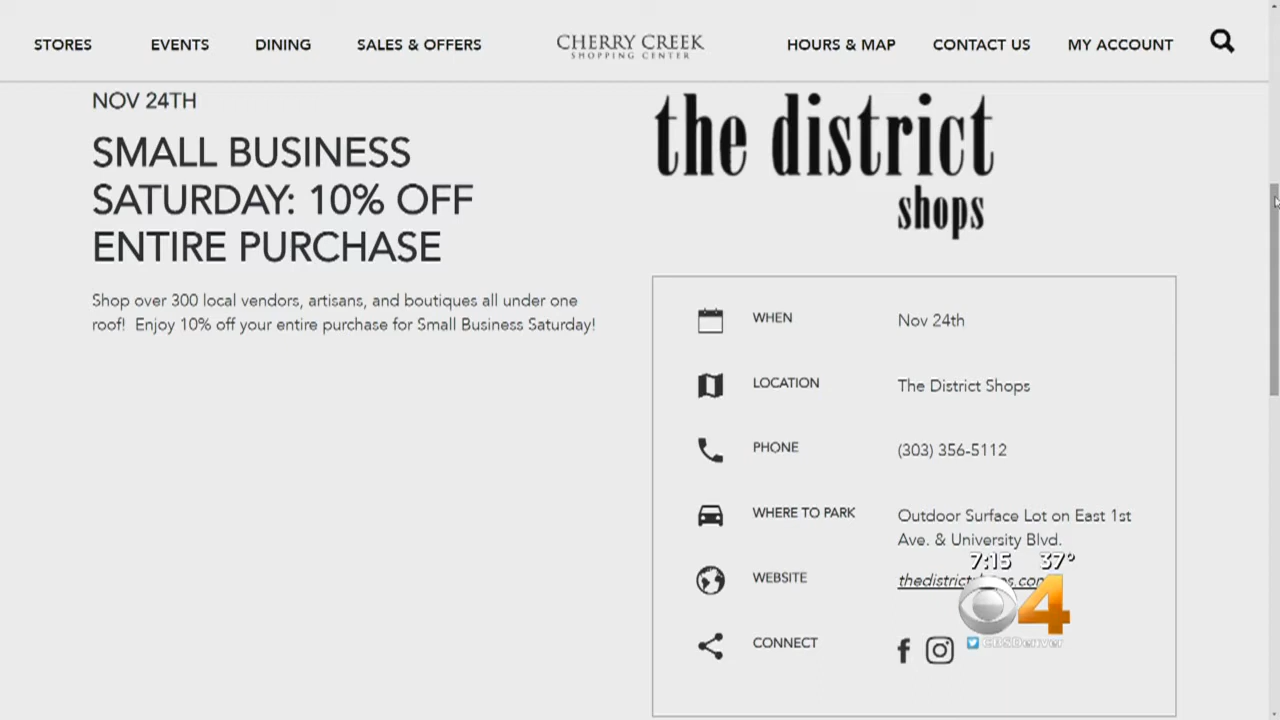 STORES EVENTS DINING SALES & OFFERS CHERRY CREEK SHOPPING CENTER HOURS & MAP CONTACT US MY ACCOUNT
NOV 24TH
SMALL BUSINESS
SATURDAY: 10% OFF
ENTIRE PURCHASE
Shop over 300 local vendors, artisans, and boutiques all under one
roof! Enjoy 10% off your entire purchase for Small Business Saturday!
the district
shops
WHEN Nov 24th
LOCATION The District Shops
PHONE (303) 356-5112
WHERE TO PARK Outdoor Surface Lot on East 1st
Ave. & University Blvd.
WEBSITE thedistrictshops.com
CONNECT
7:15 37°
4
CBSDenver